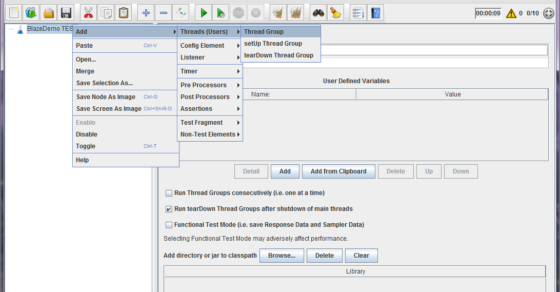 00:00:09 0 0/10
BlazeDemo TES
Add
Paste Ctrl-V
Open...
Merge
Save Selection As...
Save Node As Image Ctrl-G
Save Screen As Image Ctrl+Shift-G
Enable
Disable
Toggle Ctrl-T
Help
Threads (Users)
Config Element
Listener
Timer
Pre Processors
Post Processors
Assertions
Test Fragment
Non-Test Elements
Thread Group
setUp Thread Group
tearDown Thread Group
User Defined Variables
Name: Value
Detail Add Add from Clipboard Delete Up Down
Run Thread Groups consecutively (i.e. one at a time)
Run tearDown Thread Groups after shutdown of main threads
Functional Test Mode (i.e. save Response Data and Sampler Data)
Selecting Functional Test Mode may adversely affect performance.
Add directory or jar to classpath Browse... Delete Clear
Library